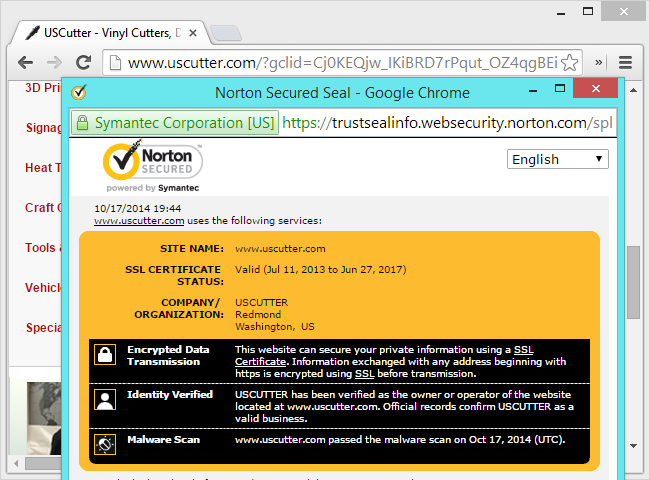 USCutter - Vinyl Cutters, D
www.uscutter.com/?gclid=Cj0KEQjw_IKiBRD7rPqut_OZ4qgBEi
3D Pri
Signag
Heat T
Craft C
Tools &
Vehicl
Specia
Norton Secured Seal - Google Chrome
Symantec Corporation [US] https://trustsealinfo.websecurity.norton.com/spl
Norton
SECURED
powered by Symantec
English
10/17/2014 19:44
www.uscutter.com uses the following services:
SITE NAME: www.uscutter.com
SSL CERTIFICATE STATUS: Valid (Jul 11, 2013 to Jun 27, 2017)
COMPANY/ ORGANIZATION: USCUTTER
Redmond
Washington, US
Encrypted Data Transmission
This website can secure your private information using a SSL
Certificate. Information exchanged with any address beginning with
https is encrypted using SSL before transmission.
Identity Verified
USCUTTER has been verified as the owner or operator of the website
located at www.uscutter.com. Official records confirm USCUTTER as a
valid business.
Malware Scan
www.uscutter.com passed the malware scan on Oct 17, 2014 (UTC).